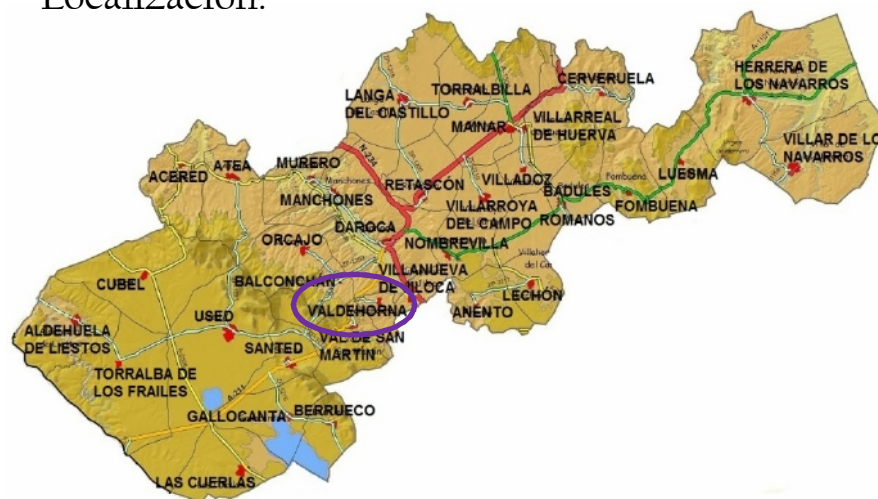 Localización:
HERRERA
DE LOS NAVARROS
CERVERUELA
LANGA
DEL CASTILLO
TORRALBILLA
MAINAR
VILLARREAL
DE HUERVA
VILLAR DE LO
NAVARROS
ACERED
ATEA
MURERO
N-234
RETASCÓN
VILLADOZ
LUESMA
BADULES
MANCHONES
VILLARROYA
DEL CAMPO
FOMBUENA
ROMANOS
DAROCA
ORCAJO
NOMBREVILLA
VILLANUEVA
DE JILOCA
CUBEL
BALCONCHÁN
LECHÓN
VALDEHORNA
ANENTO
ALDEHUELA
DE LIESTOS
USED
SANTED
VAL DE SAN
MARTÍN
TORRALBA DE
LOS FRAILES
A-211
GALLOCANTA
BERRUECO
LAS CUERLAS